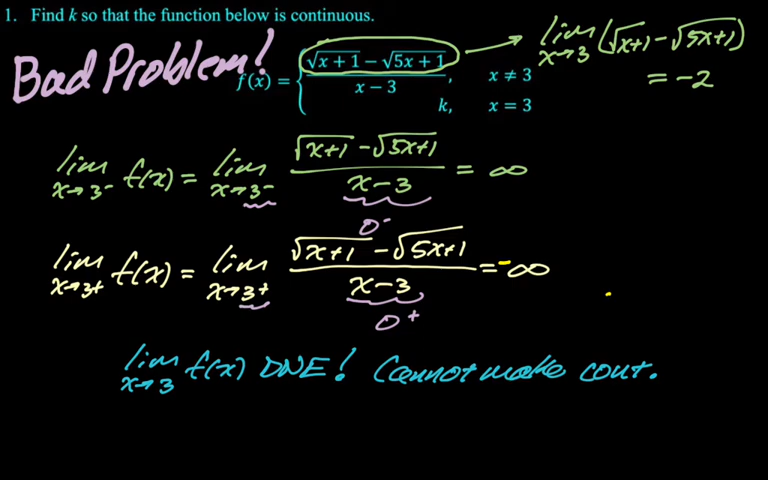 1. Find k so that the function below is continuous.
Bad Problem!
f(x) = { (√x + 1 − √5x + 1)/(x − 3), x ≠ 3
k, x = 3
lim x→3 (√x+1 − √5x+1)
= −2
lim x→3⁻ f(x) = lim x→3⁻ (√x+1 − √5x+1)/(x−3) = ∞
0⁻
lim x→3+ f(x) = lim x→3+ (√x+1 − √5x+1)/(x−3) = −∞
0⁺
lim x→3 f(x) DNE! Cannot make cont.